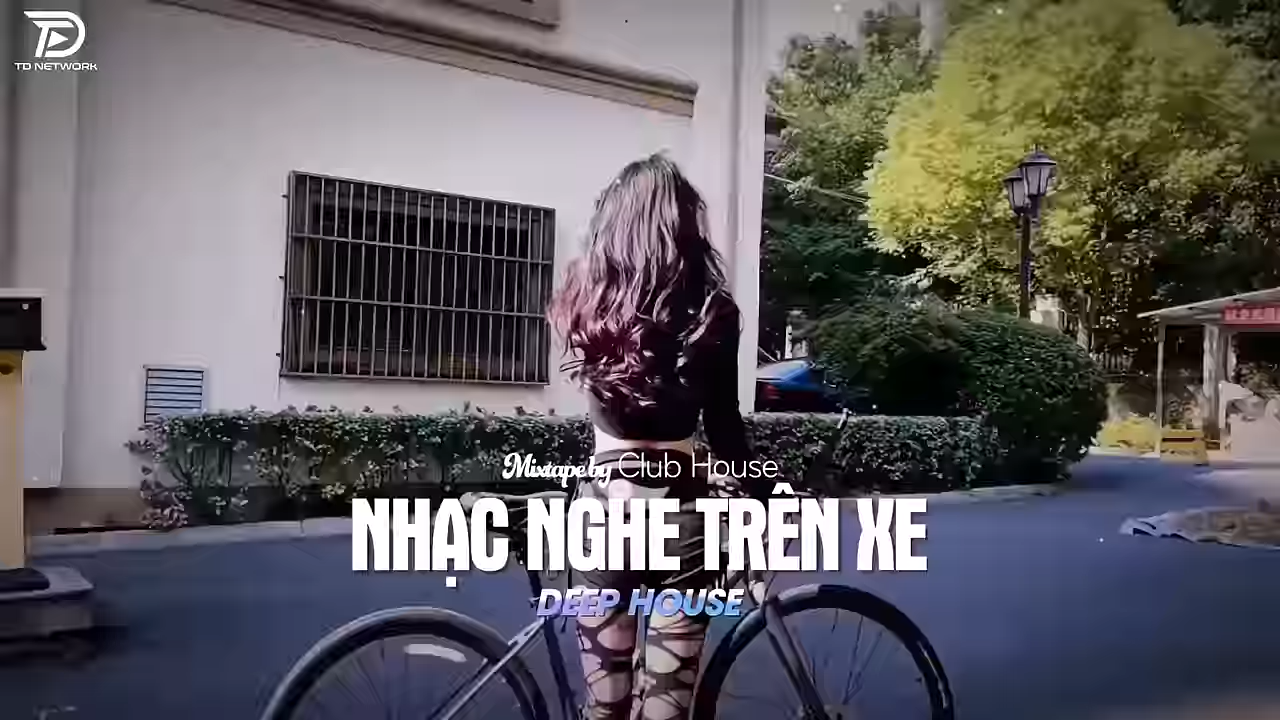 TD NETWORK
Mixtape by Club House
NHẠC NGHE TRÊN XE
DEEP HOUSE